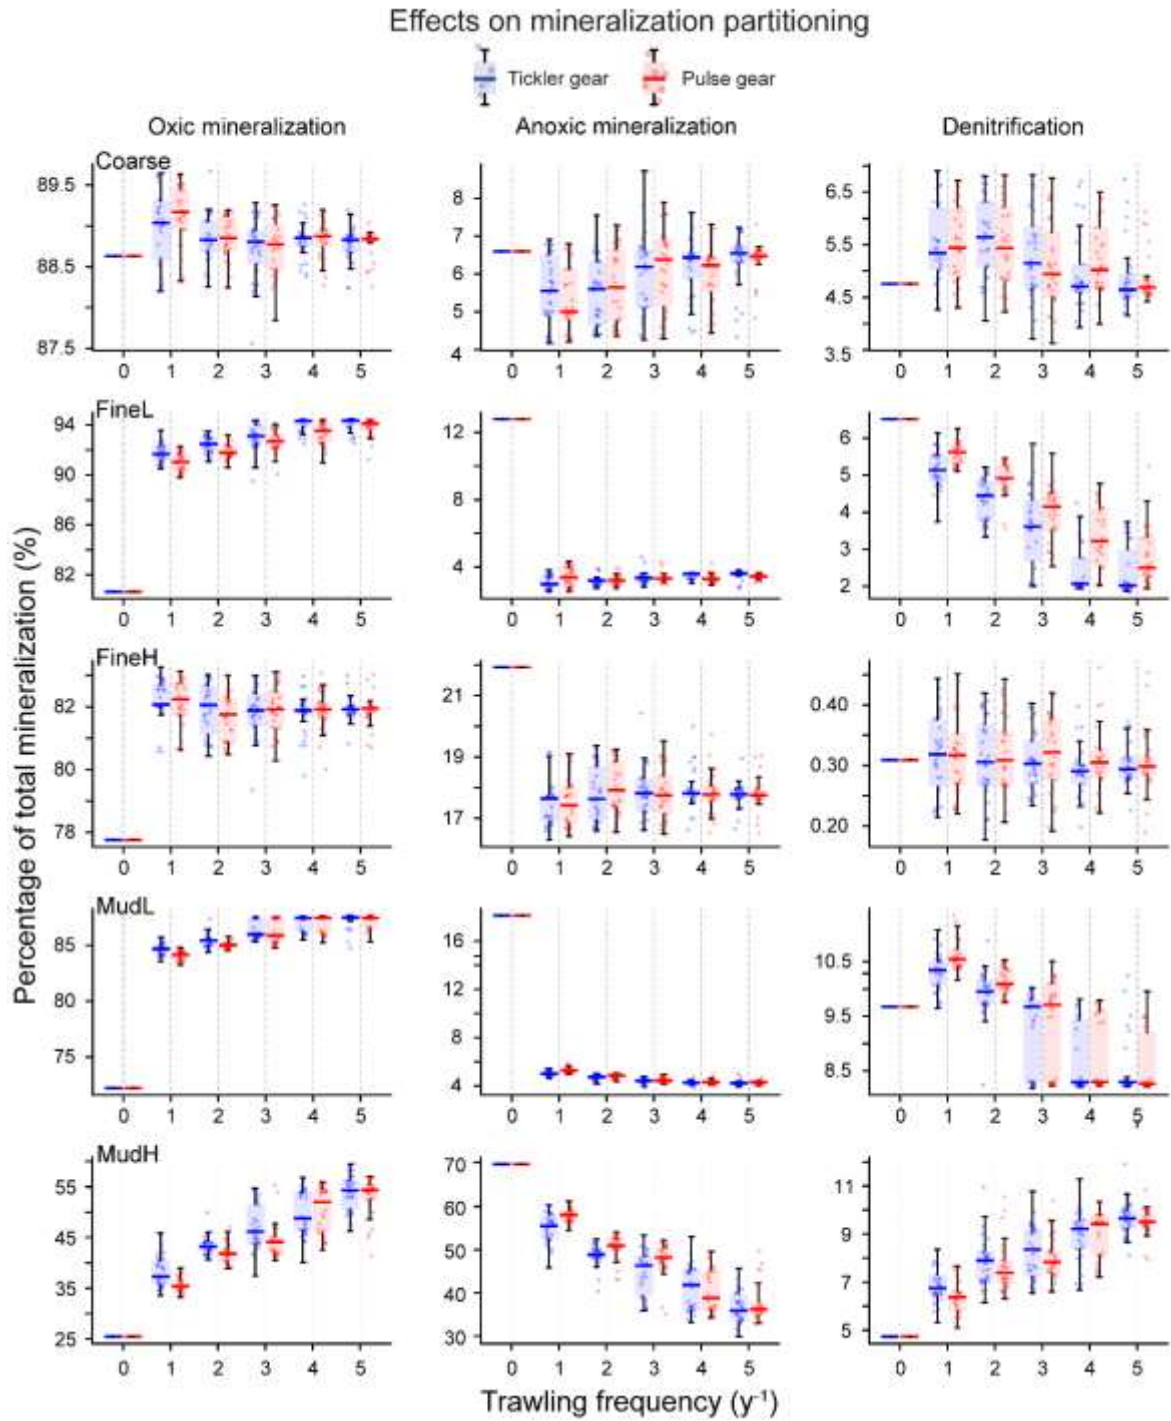 Effects on mineralization partitioning
Tickler gear
Pulse gear
Oxic mineralization
Anoxic mineralization
Denitrification
Percentage of total mineralization (%)
Coarse
89.5
88.5
87.5
0 1 2 3 4 5
8
7
6
5
4
0 1 2 3 4 5
6.5
5.5
4.5
3.5
0 1 2 3 4 5
FineL
94
90
86
82
0 1 2 3 4 5
12
8
4
0 1 2 3 4 5
6
5
4
3
2
0 1 2 3 4 5
FineH
82
80
78
0 1 2 3 4 5
21
19
17
0 1 2 3 4 5
0.40
0.30
0.20
0 1 2 3 4 5
MudL
85
80
75
0 1 2 3 4 5
16
12
8
4
0 1 2 3 4 5
10.5
9.5
8.5
0 1 2 3 4 5
MudH
55
45
35
25
0 1 2 3 4 5
70
60
50
40
30
0 1 2 3 4 5
11
9
7
5
0 1 2 3 4 5
Trawling frequency (y⁻¹)